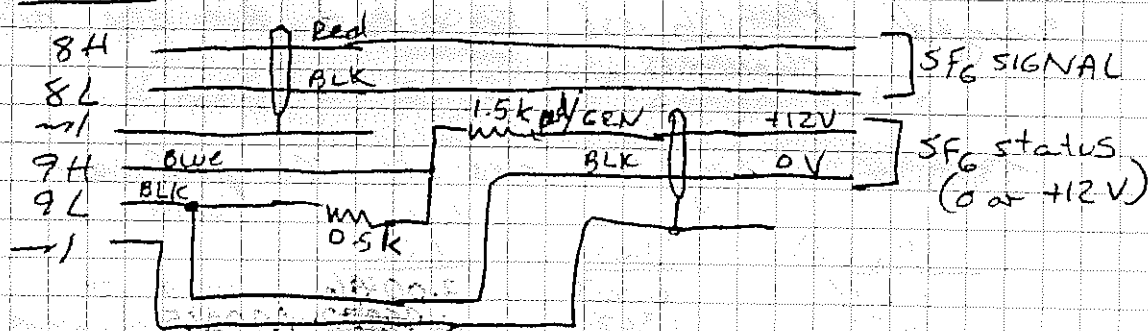 8H Red
8L BLK SF6 SIGNAL
1.5k /GRN +12V
9H Blue BLK 0V SF6 status
9L BLK (0 or +12V)
0.5k